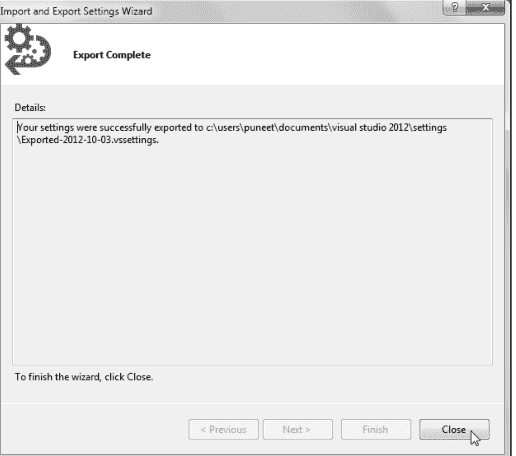 Import and Export Settings Wizard
?
X
Export Complete
Details:
Your settings were successfully exported to c:\users\puneet\documents\visual studio 2012\settings
\Exported-2012-10-03.vssettings.
To finish the wizard, click Close.
< Previous
Next >
Finish
Close